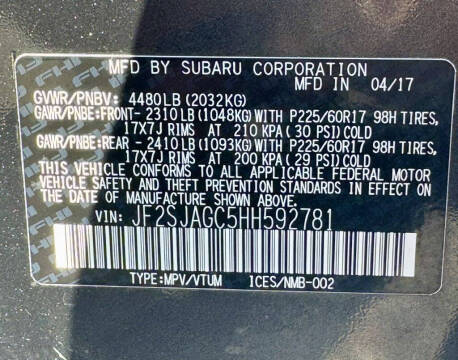 MFD BY SUBARU CORPORATION
MFD IN 04/17
GVWR/PNBV: 4480LB (2032KG)
GAWR/PNBE:FRONT- 2310LB (1048KG)WITH P225/60R17 98H TIRES,
17X7J RIMS AT 210 KPA ( 30 PSI) COLD
GAWR/PNBE:REAR - 2410LB (1093KG)WITH P225/60R17 98H TIRES,
17X7J RIMS AT 200 KPA ( 29 PSI) COLD
THIS VEHICLE CONFORMS TO ALL APPLICABLE FEDERAL MOTOR
VEHICLE SAFETY AND THEFT PREVENTION STANDARDS IN EFFECT ON THE
DATE OF MANUFACTURE SHOWN ABOVE.
VIN: JF2SJAGC5HH592781
TYPE:MPV/VTUM ICES/NMB-002